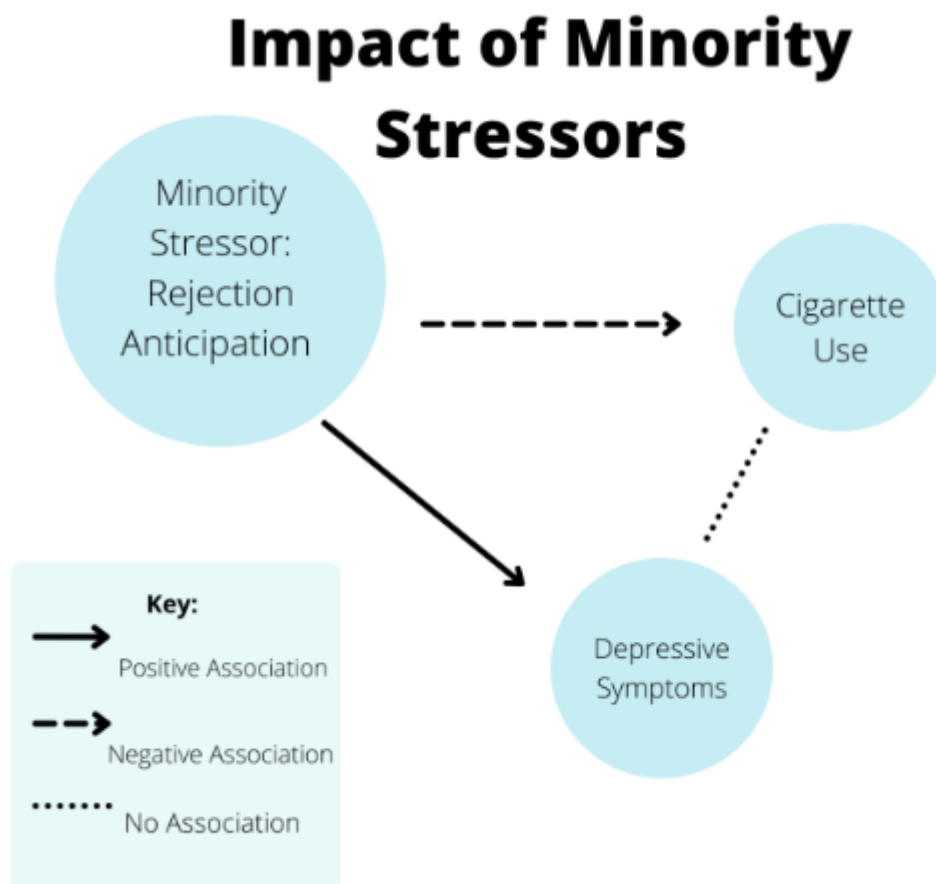 Impact of Minority
Stressors
Minority
Stressor:
Rejection
Anticipation
Cigarette
Use
Depressive
Symptoms
Key:
Positive Association
Negative Association
No Association